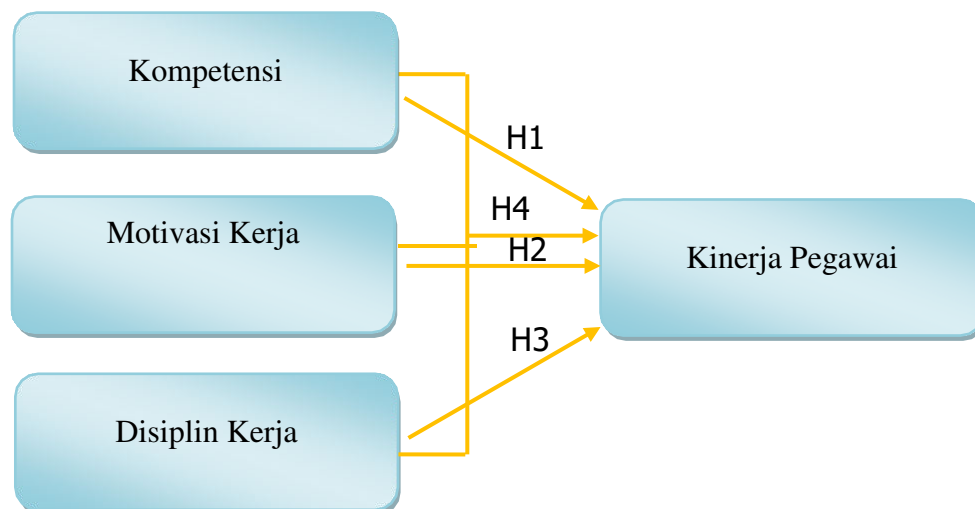 Kompetensi
H1
Motivasi Kerja
H4
H2
Kinerja Pegawai
H3
Disiplin Kerja